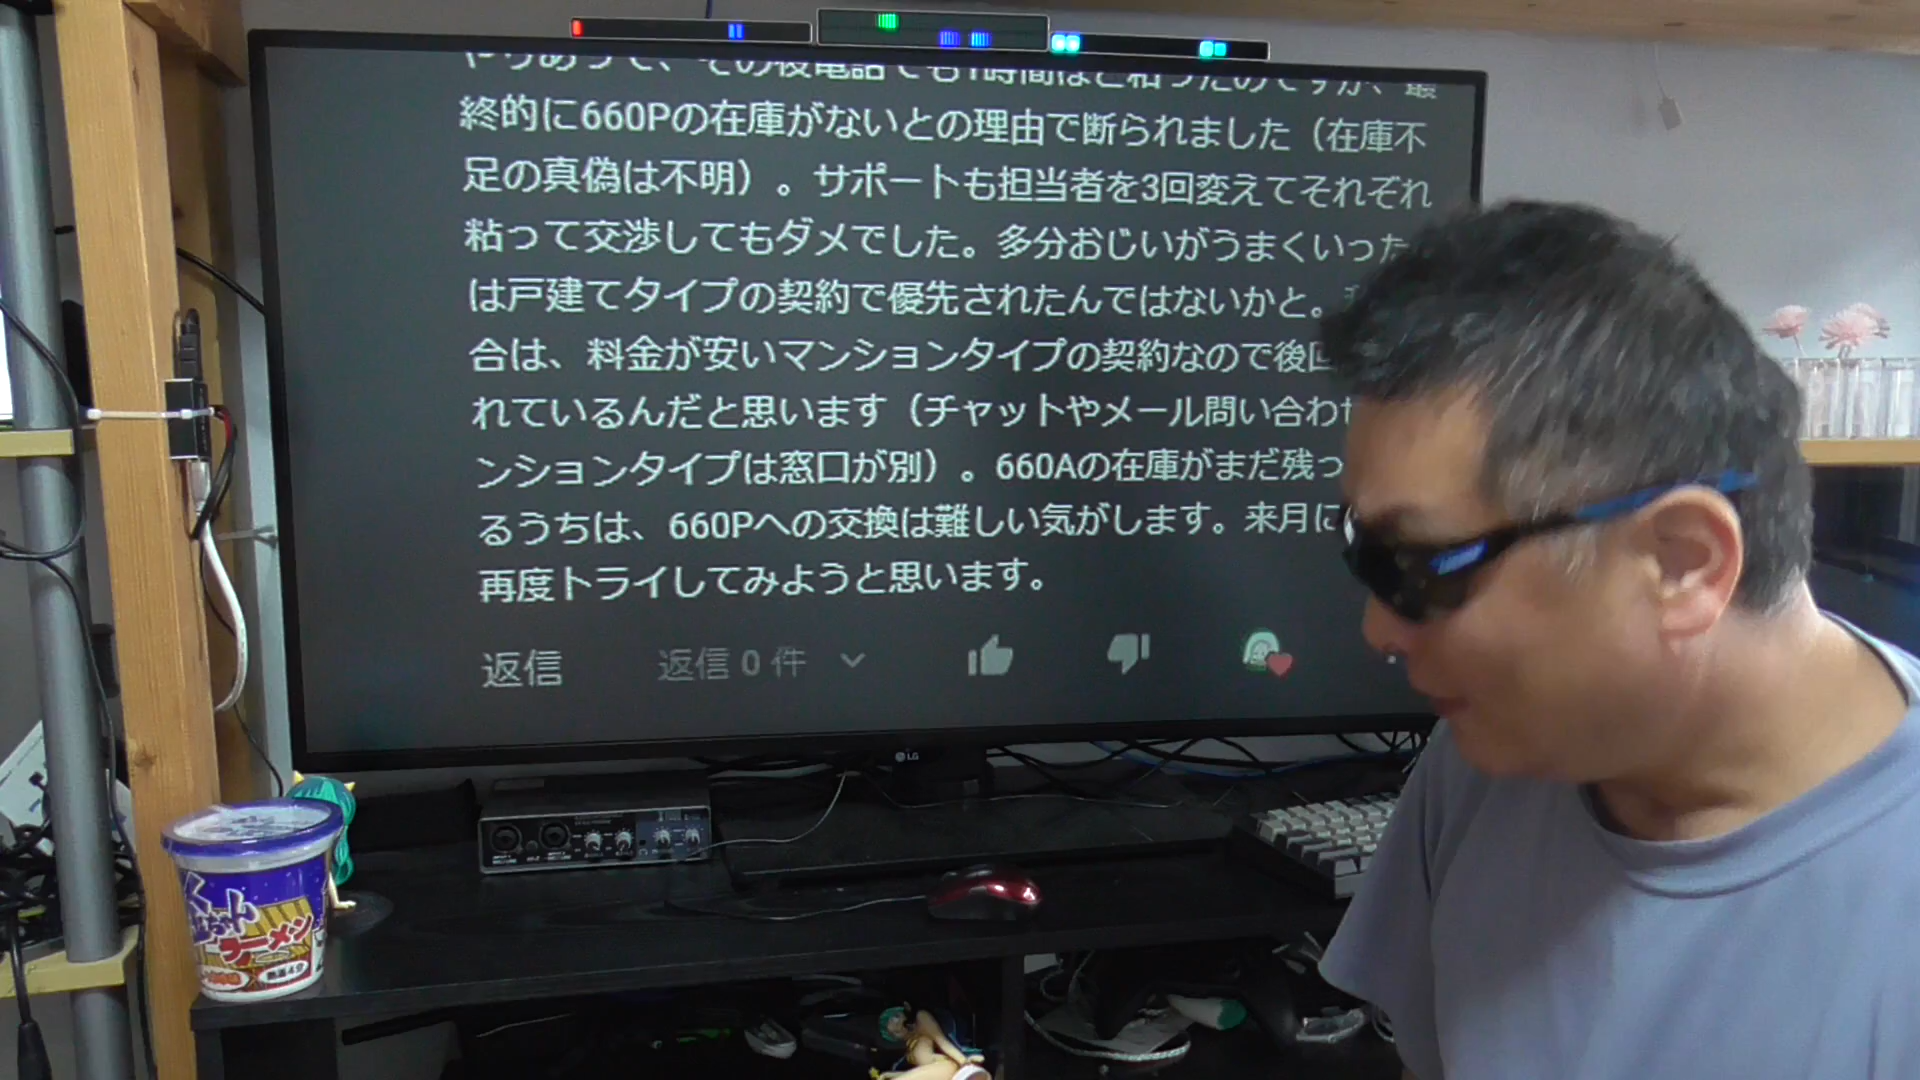 終的に660Pの在庫がないとの理由で断られました（在庫不
足の真偽は不明）。サポートも担当者を3回変えてそれぞれ
粘って交渉してもダメでした。多分おじいがうまくいった
は戸建てタイプの契約で優先されたんではないかと。
合は、料金が安いマンションタイプの契約なので後回
れているんだと思います（チャットやメール問い合わせ
ンションタイプは窓口が別）。660Aの在庫がまだ残っ
るうちは、660Pへの交換は難しい気がします。来月に
再度トライしてみようと思います。
返信
返信 0 件
LG
ラーメン